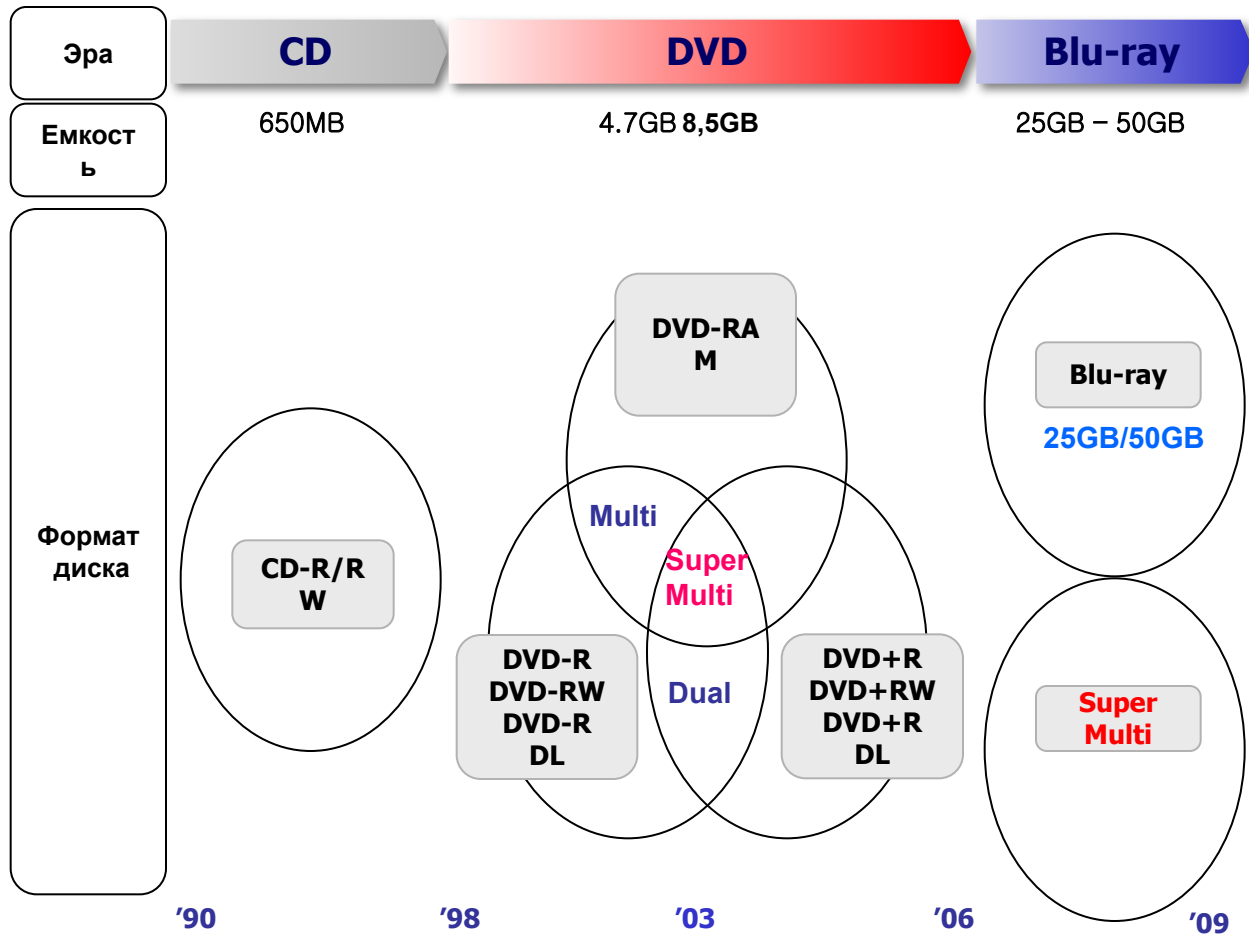 Эра
CD
DVD
Blu-ray
Емкост
ь
650MB
4.7GB 8,5GB
25GB – 50GB
Формат
диска
CD-R/R
W
DVD-RA
M
Multi
Super
Multi
Dual
DVD-R
DVD-RW
DVD-R
DL
DVD+R
DVD+RW
DVD+R
DL
Blu-ray
25GB/50GB
Super
Multi
’90
’98
’03
’06
’09